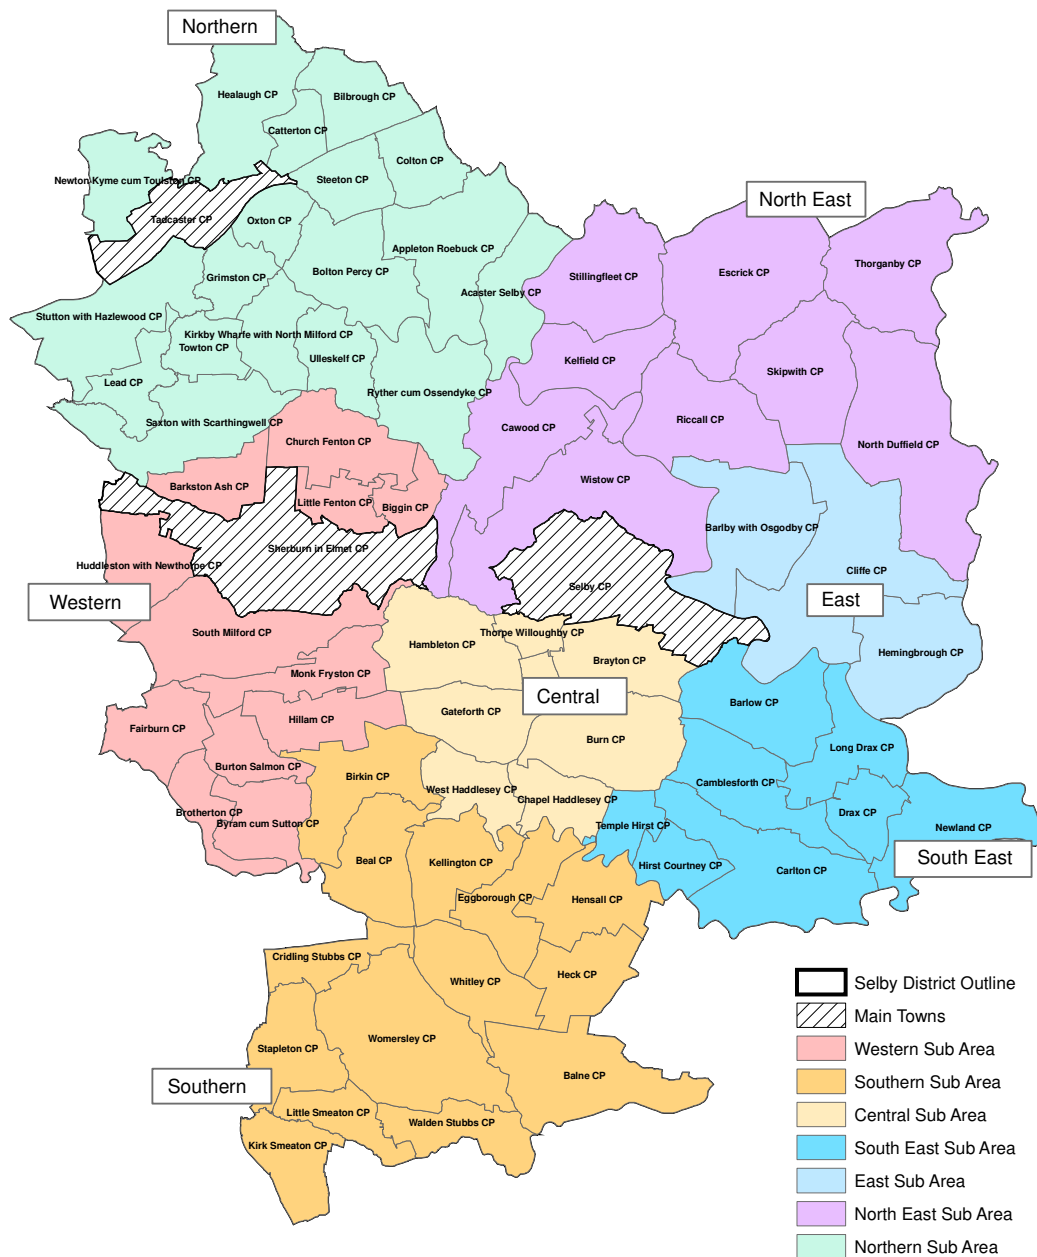 Northern
Healaugh CP
Bilbrough CP
Catterton CP
Colton CP
Newton Kyme cum Toulston CP
Steeton CP
North East
Tadcaster CP
Oxton CP
Appleton Roebuck CP
Stillingfleet CP
Escrick CP
Thorganby CP
Grimston CP
Bolton Percy CP
Acaster Selby CP
Stutton with Hazlewood CP
Kirkby Wharfe with North Milford CP
Towton CP
Ulleskelf CP
Kelfield CP
Skipwith CP
Lead CP
Ryther cum Ossendyke CP
Saxton with Scarthingwell CP
Church Fenton CP
Cawood CP
Riccall CP
North Duffield CP
Barkston Ash CP
Little Fenton CP
Biggin CP
Wistow CP
Barlby with Osgodby CP
Sherburn in Elmet CP
Huddleston with Newthorpe CP
Cliffe CP
Selby CP
Western
East
South Milford CP
Hambleton CP
Thorpe Willoughby CP
Brayton CP
Hemingbrough CP
Monk Fryston CP
Central
Barlow CP
Fairburn CP
Hillam CP
Gateforth CP
Burn CP
Long Drax CP
Burton Salmon CP
Birkin CP
West Haddlesey CP
Chapel Haddlesey CP
Camblesforth CP
Brotherton CP
Byram cum Sutton CP
Temple Hirst CP
Drax CP
Newland CP
South East
Beal CP
Kellington CP
Hirst Courtney CP
Carlton CP
Eggborough CP
Hensall CP
Cridling Stubbs CP
Whitley CP
Heck CP
Stapleton CP
Womersley CP
Balne CP
Southern
Little Smeaton CP
Walden Stubbs CP
Kirk Smeaton CP
Selby District Outline
Main Towns
Western Sub Area
Southern Sub Area
Central Sub Area
South East Sub Area
East Sub Area
North East Sub Area
Northern Sub Area